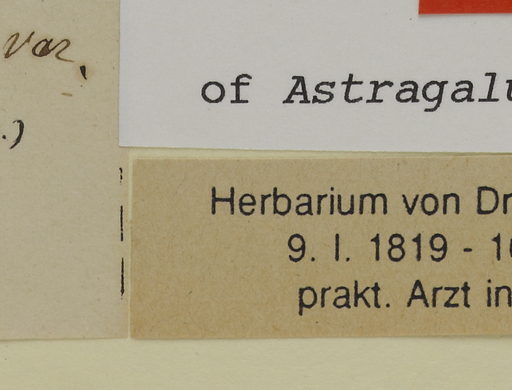 var.
.)
of Astragalu
Herbarium von Dr
9. I. 1819 - 1
prakt. Arzt in